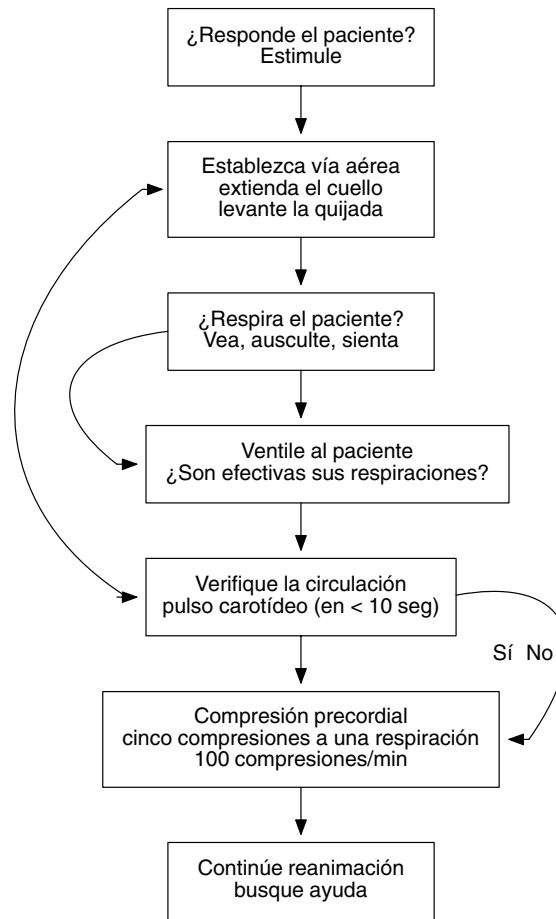 ¿Responde el paciente?
Estimule
Establezca vía aérea
extienda el cuello
levante la quijada
¿Respira el paciente?
Vea, ausculte, sienta
Ventile al paciente
¿Son efectivas sus respiraciones?
Verifique la circulación
pulso carotídeo (en < 10 seg)
Sí No
Compresión precordial
cinco compresiones a una respiración
100 compresiones/min
Continúe reanimación
busque ayuda